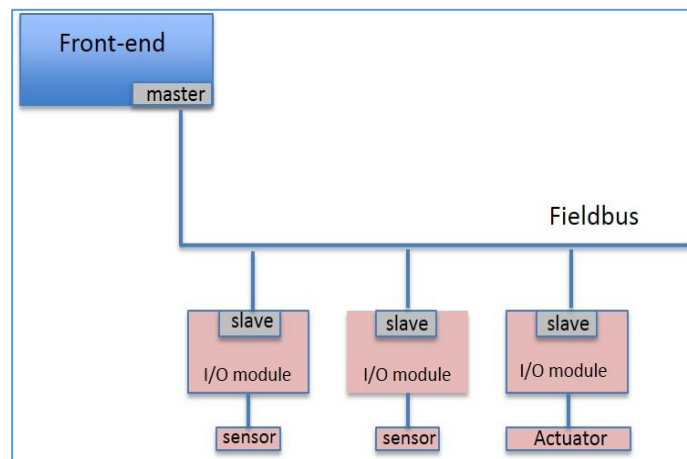 Front-end
master
Fieldbus
slave slave slave
I/O module I/O module I/O module
sensor sensor Actuator